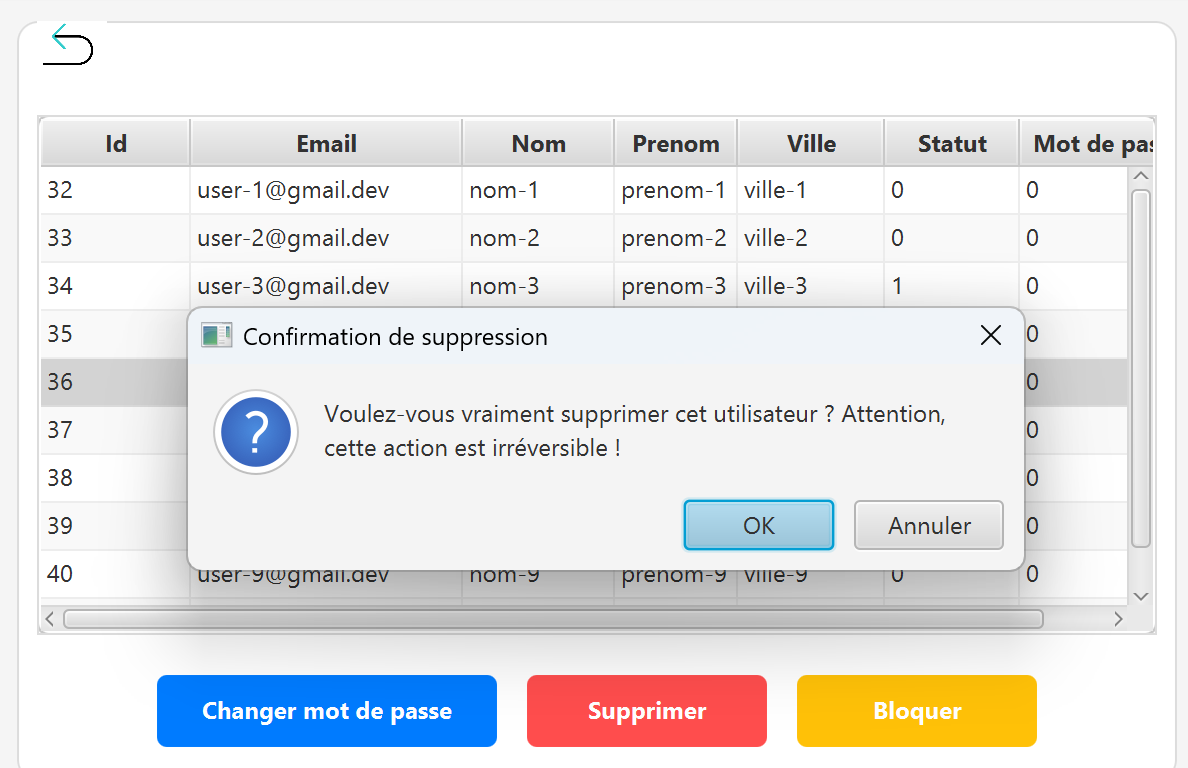 Id Email Nom Prenom Ville Statut Mot de pas
32 user-1@gmail.dev nom-1 prenom-1 ville-1 0 0
33 user-2@gmail.dev nom-2 prenom-2 ville-2 0 0
34 user-3@gmail.dev nom-3 prenom-3 ville-3 1 0
35 0
36 0
37 0
38 0
39 0
40 user-9@gmail.dev nom-9 prenom-9 ville-9 0 0
Confirmation de suppression
Voulez-vous vraiment supprimer cet utilisateur ? Attention,
cette action est irréversible !
OK Annuler
Changer mot de passe Supprimer Bloquer